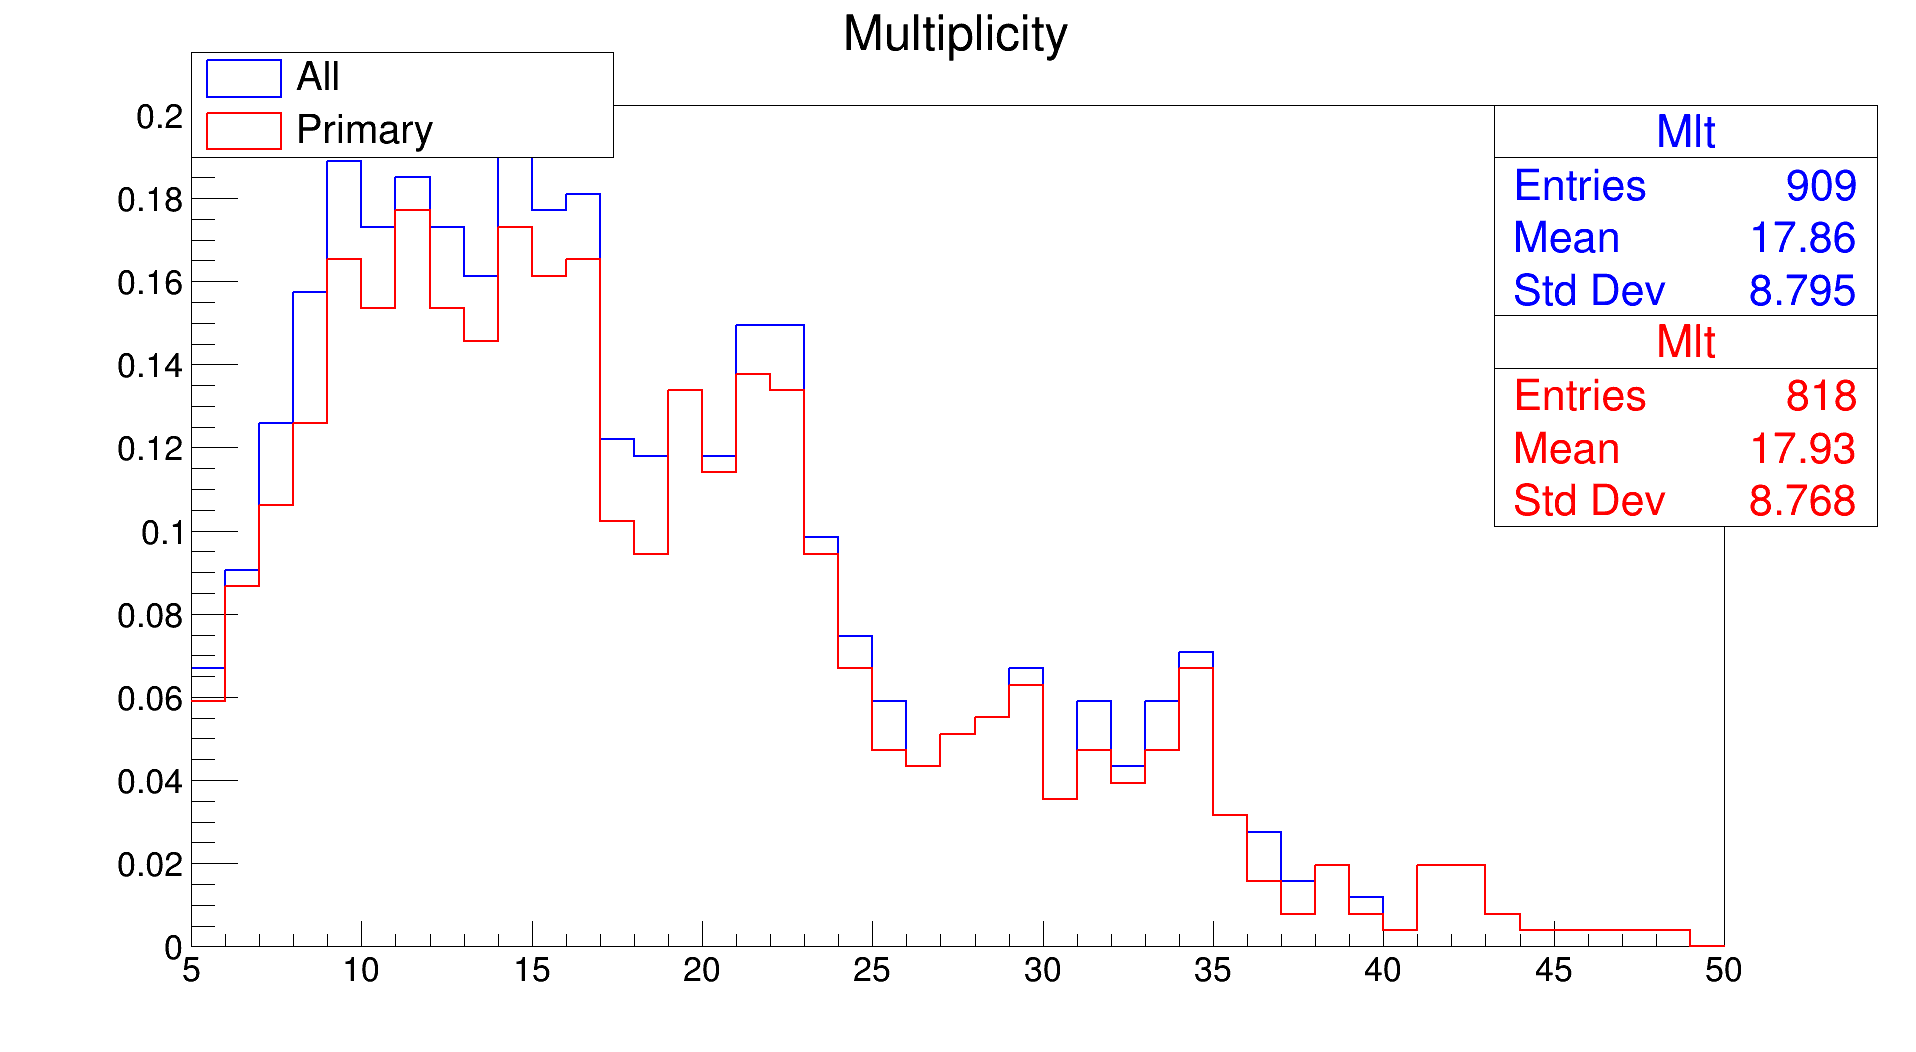 Multiplicity
All
Primary
Mlt
Entries 909
Mean 17.86
Std Dev 8.795
Mlt
Entries 818
Mean 17.93
Std Dev 8.768
0.2
0.18
0.16
0.14
0.12
0.1
0.08
0.06
0.04
0.02
0
5 10 15 20 25 30 35 40 45 50